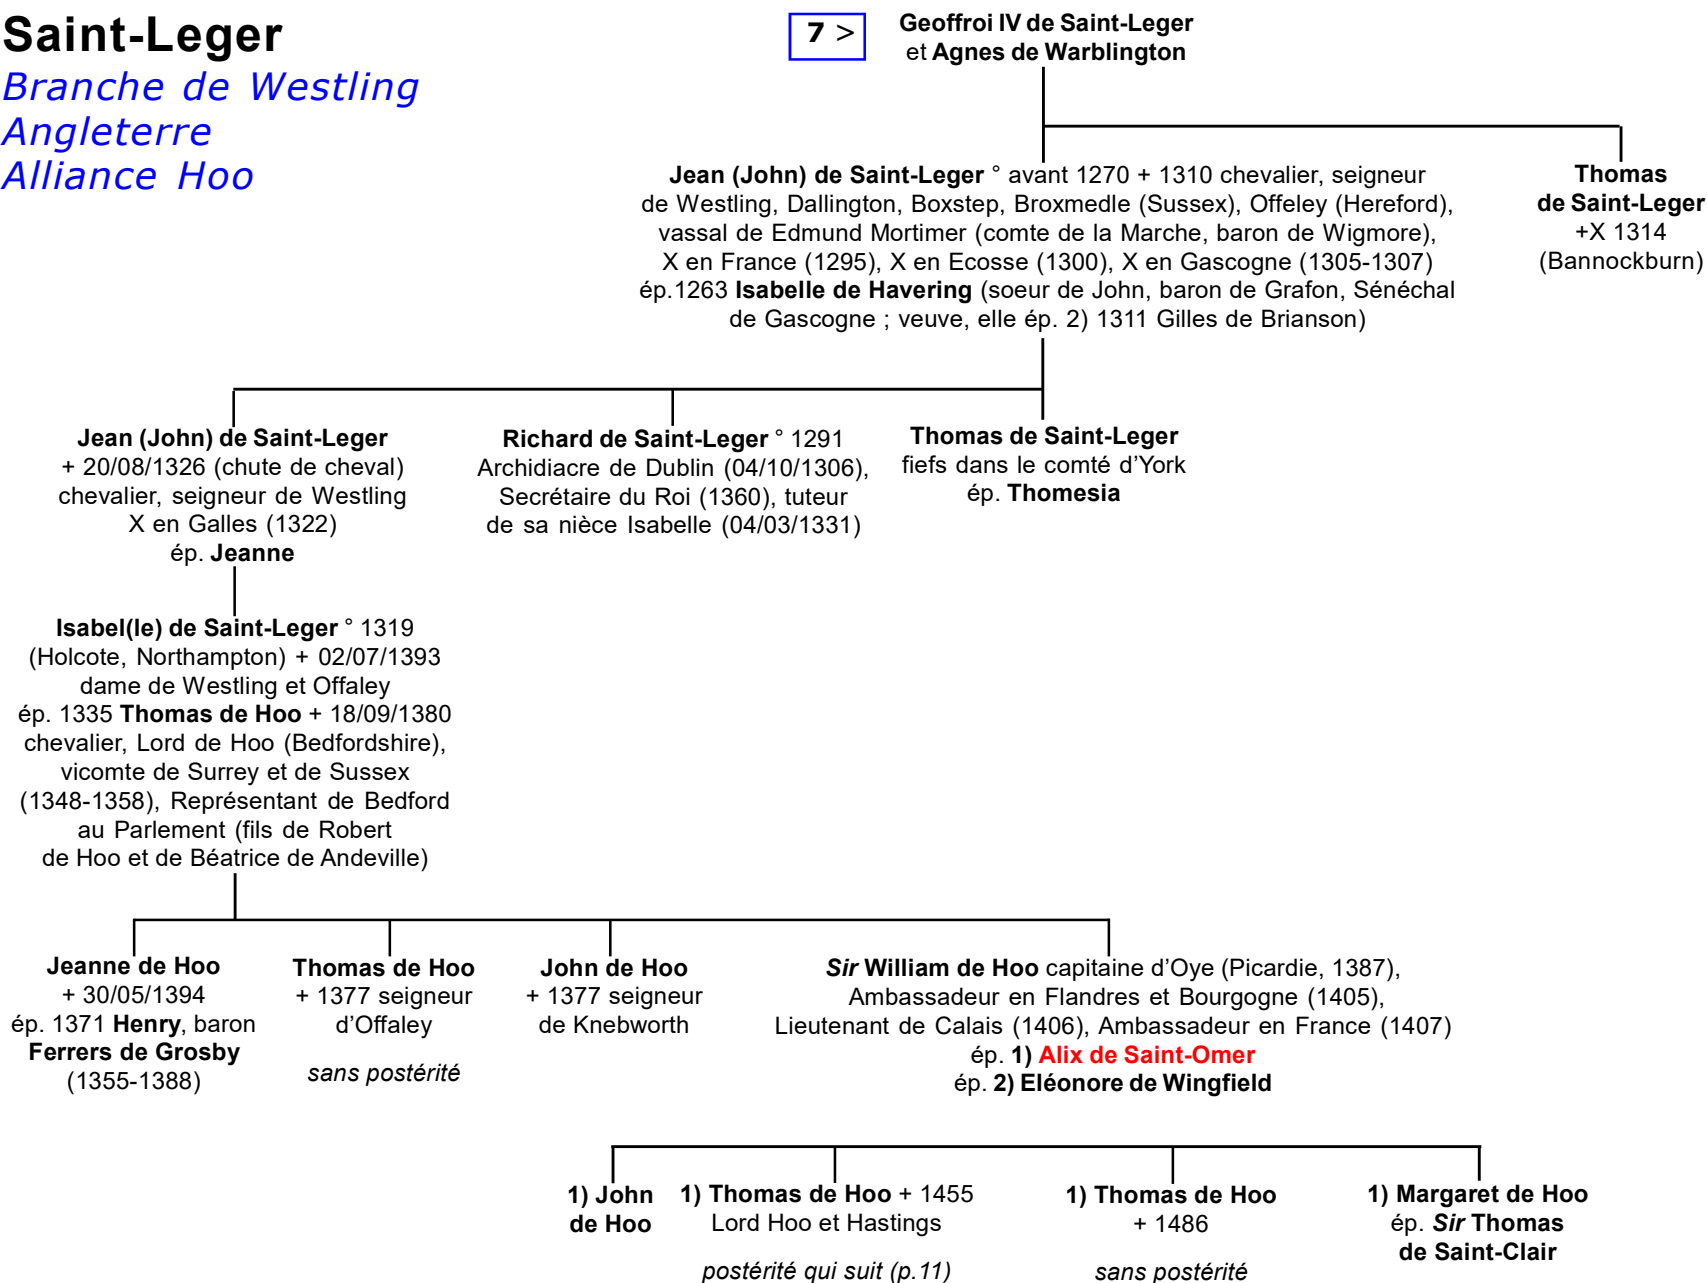 Saint-Leger
Branche de Westling
Angleterre
Alliance Hoo
7 >
Geoffroi IV de Saint-Leger
et Agnes de Warblington
Jean (John) de Saint-Leger ° avant 1270 + 1310 chevalier, seigneur
de Westling, Dallington, Boxstep, Broxmedle (Sussex), Offeley (Hereford),
vassal de Edmund Mortimer (comte de la Marche, baron de Wigmore),
X en France (1295), X en Ecosse (1300), X en Gascogne (1305-1307)
ép.1263 Isabelle de Havering (soeur de John, baron de Grafon, Sénéchal
de Gascogne ; veuve, elle ép. 2) 1311 Gilles de Brianson)
Thomas
de Saint-Leger
+X 1314
(Bannockburn)
Jean (John) de Saint-Leger
+ 20/08/1326 (chute de cheval)
chevalier, seigneur de Westling
X en Galles (1322)
ép. Jeanne
Richard de Saint-Leger ° 1291
Archidiacre de Dublin (04/10/1306),
Secrétaire du Roi (1360), tuteur
de sa nièce Isabelle (04/03/1331)
Thomas de Saint-Leger
fiefs dans le comté d'York
ép. Thomesia
Isabel(le) de Saint-Leger ° 1319
(Holcote, Northampton) + 02/07/1393
dame de Westling et Offaley
ép. 1335 Thomas de Hoo + 18/09/1380
chevalier, Lord de Hoo (Bedfordshire),
vicomte de Surrey et de Sussex
(1348-1358), Représentant de Bedford
au Parlement (fils de Robert
de Hoo et de Béatrice de Andeville)
Jeanne de Hoo
+ 30/05/1394
ép. 1371 Henry, baron
Ferrers de Grosby
(1355-1388)
Thomas de Hoo
+ 1377 seigneur
d'Offaley
sans postérité
John de Hoo
+ 1377 seigneur
de Knebworth
Sir William de Hoo capitaine d'Oye (Picardie, 1387),
Ambassadeur en Flandres et Bourgogne (1405),
Lieutenant de Calais (1406), Ambassadeur en France (1407)
ép. 1) Alix de Saint-Omer
ép. 2) Eléonore de Wingfield
1) John
de Hoo
1) Thomas de Hoo + 1455
Lord Hoo et Hastings
postérité qui suit (p.11)
1) Thomas de Hoo
+ 1486
sans postérité
1) Margaret de Hoo
ép. Sir Thomas
de Saint-Clair